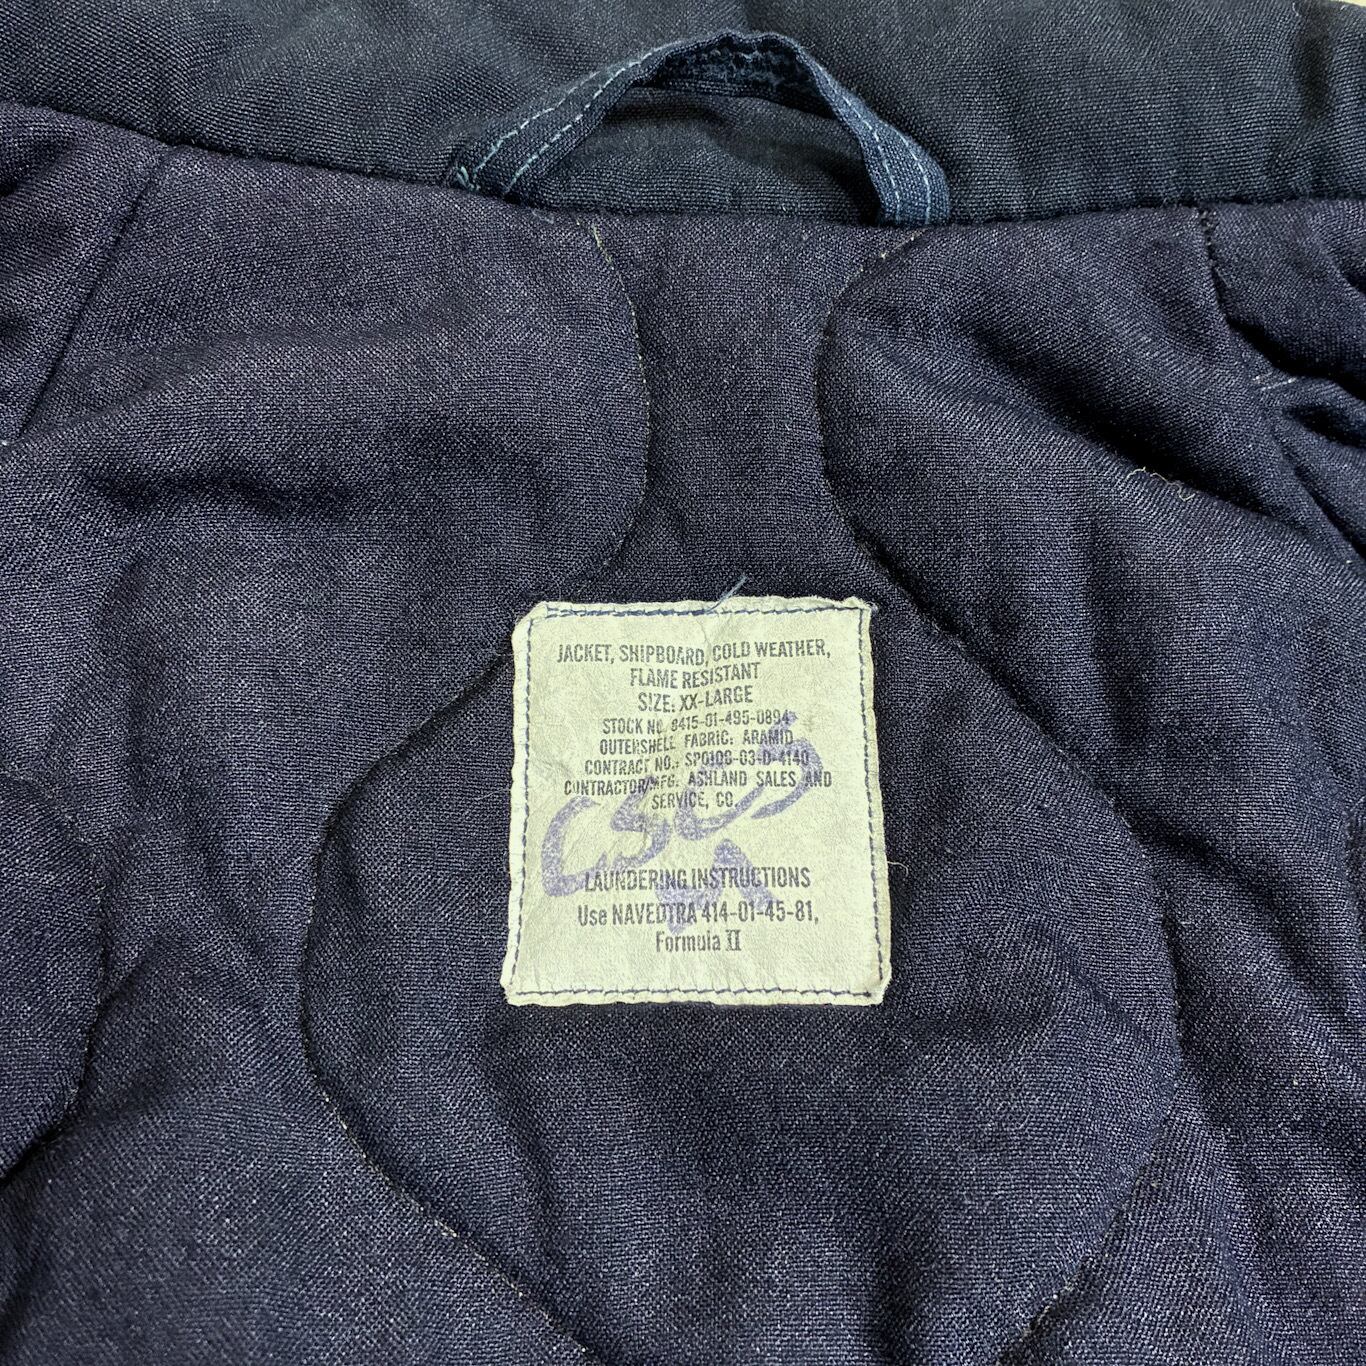 JACKET, SHIPBOARD, COLD WEATHER,
FLAME RESISTANT
SIZE: XX-LARGE
STOCK NO. 8415-01-495-0894
OUTERSHELL FABRIC: ARAMID
CONTRACT NO.: SP0100-03-D-4140
CONTRACTOR/MFG: ASHLAND SALES AND
SERVICE, CO.
LAUNDERING INSTRUCTIONS
Use NAVEDTRA 414-01-45-81,
Formula II